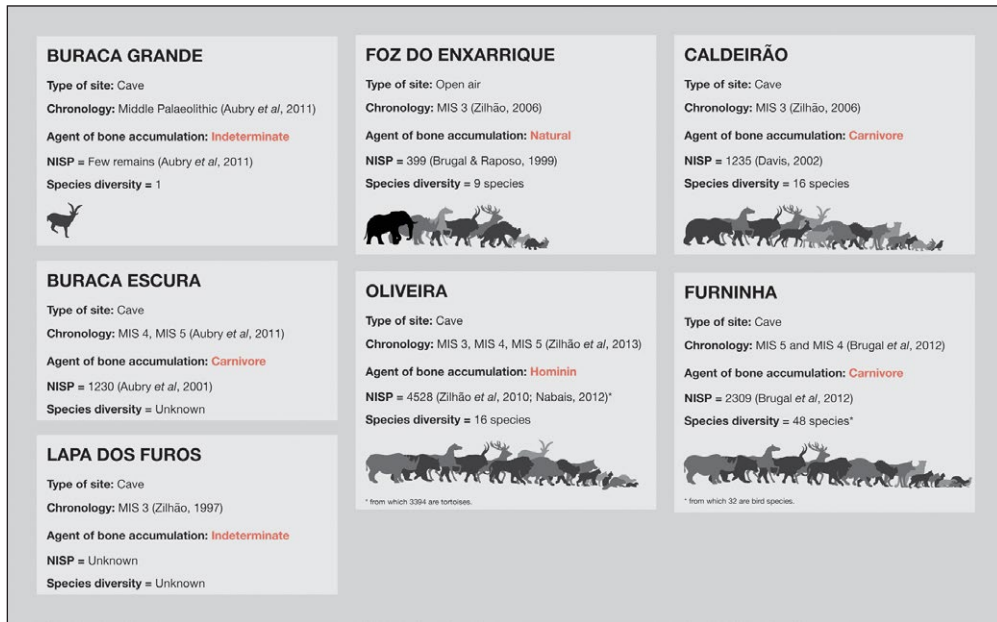 BURACA GRANDE
Type of site: Cave
Chronology: Middle Palaeolithic (Aubry et al, 2011)
Agent of bone accumulation: Indeterminate
NISP = Few remains (Aubry et al, 2011)
Species diversity = 1
BURACA ESCURA
Type of site: Cave
Chronology: MIS 4, MIS 5 (Aubry et al, 2011)
Agent of bone accumulation: Carnivore
NISP = 1230 (Aubry et al, 2001)
Species diversity = Unknown
LAPA DOS FUROS
Type of site: Cave
Chronology: MIS 3 (Zilhão, 1997)
Agent of bone accumulation: Indeterminate
NISP = Unknown
Species diversity = Unknown
FOZ DO ENXARRIQUE
Type of site: Open air
Chronology: MIS 3 (Zilhão, 2006)
Agent of bone accumulation: Natural
NISP = 399 (Brugal & Raposo, 1999)
Species diversity = 9 species
OLIVEIRA
Type of site: Cave
Chronology: MIS 3, MIS 4, MIS 5 (Zilhão et al, 2013)
Agent of bone accumulation: Hominin
NISP = 4528 (Zilhão et al, 2010; Nabais, 2012)*
Species diversity = 16 species
* from which 3394 are tortoises.
CALDEIRÃO
Type of site: Cave
Chronology: MIS 3 (Zilhão, 2006)
Agent of bone accumulation: Carnivore
NISP = 1235 (Davis, 2002)
Species diversity = 16 species
FURNINHA
Type of site: Cave
Chronology: MIS 5 and MIS 4 (Brugal et al, 2012)
Agent of bone accumulation: Carnivore
NISP = 2309 (Brugal et al, 2012)
Species diversity = 48 species*
* from which 32 are bird species.